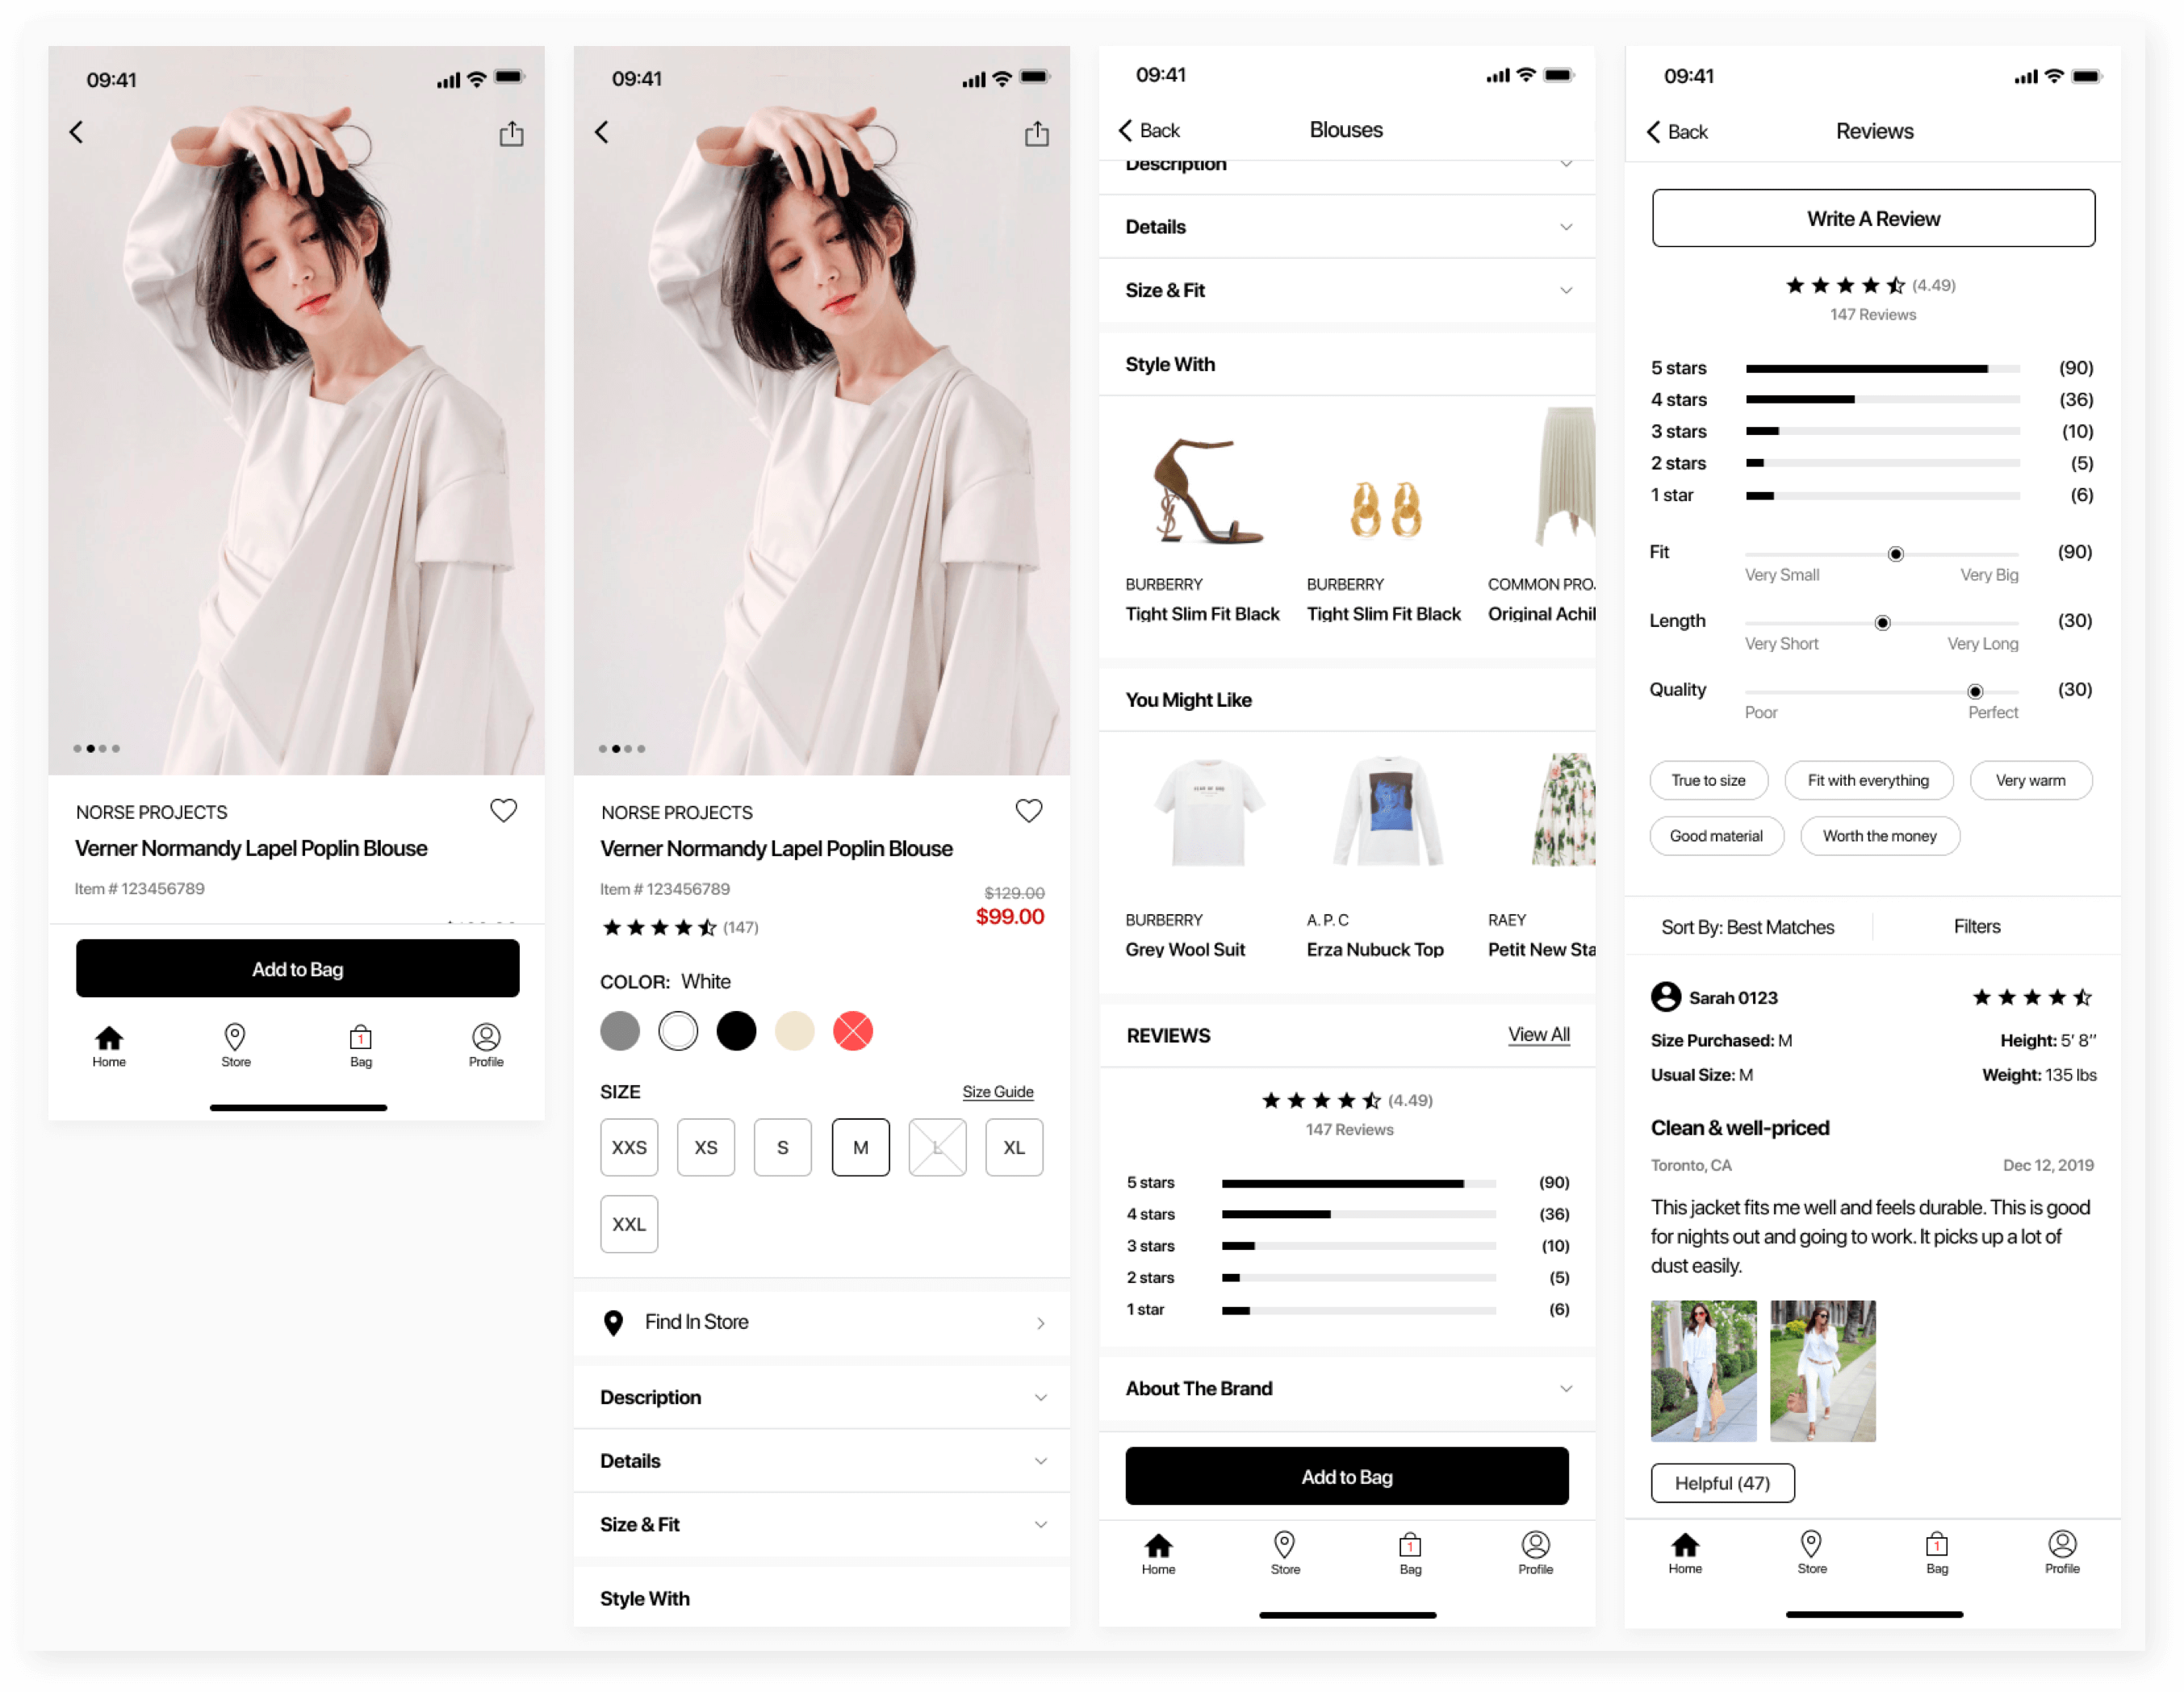 09:41
NORSE PROJECTS
Verner Normandy Lapel Poplin Blouse
Item # 123456789
Add to Bag
Home
Store
1
Bag
Profile
09:41
NORSE PROJECTS
Verner Normandy Lapel Poplin Blouse
Item # 123456789
$129.00
$99.00
(147)
COLOR: White
SIZE
Size Guide
XXS
XS
S
M
L
XL
XXL
Find In Store
Description
Details
Size & Fit
Style With
09:41
Back
Blouses
Description
Details
Size & Fit
Style With
BURBERRY
Tight Slim Fit Black
BURBERRY
Tight Slim Fit Black
COMMON PRO.
Original Achil
You Might Like
BURBERRY
Grey Wool Suit
A. P. C
Erza Nubuck Top
RAEY
Petit New Sta
REVIEWS
View All
(4.49)
147 Reviews
5 stars (90)
4 stars (36)
3 stars (10)
2 stars (5)
1 star (6)
About The Brand
Add to Bag
Home
Store
1
Bag
Profile
09:41
Back
Reviews
Write A Review
(4.49)
147 Reviews
5 stars (90)
4 stars (36)
3 stars (10)
2 stars (5)
1 star (6)
Fit (90)
Very Small Very Big
Length (30)
Very Short Very Long
Quality (30)
Poor Perfect
True to size
Fit with everything
Very warm
Good material
Worth the money
Sort By: Best Matches
Filters
Sarah 0123
Size Purchased: M
Height: 5' 8’’
Usual Size: M
Weight: 135 lbs
Clean & well-priced
Toronto, CA
Dec 12, 2019
This jacket fits me well and feels durable. This is good
for nights out and going to work. It picks up a lot of
dust easily.
Helpful (47)
Home
Store
1
Bag
Profile